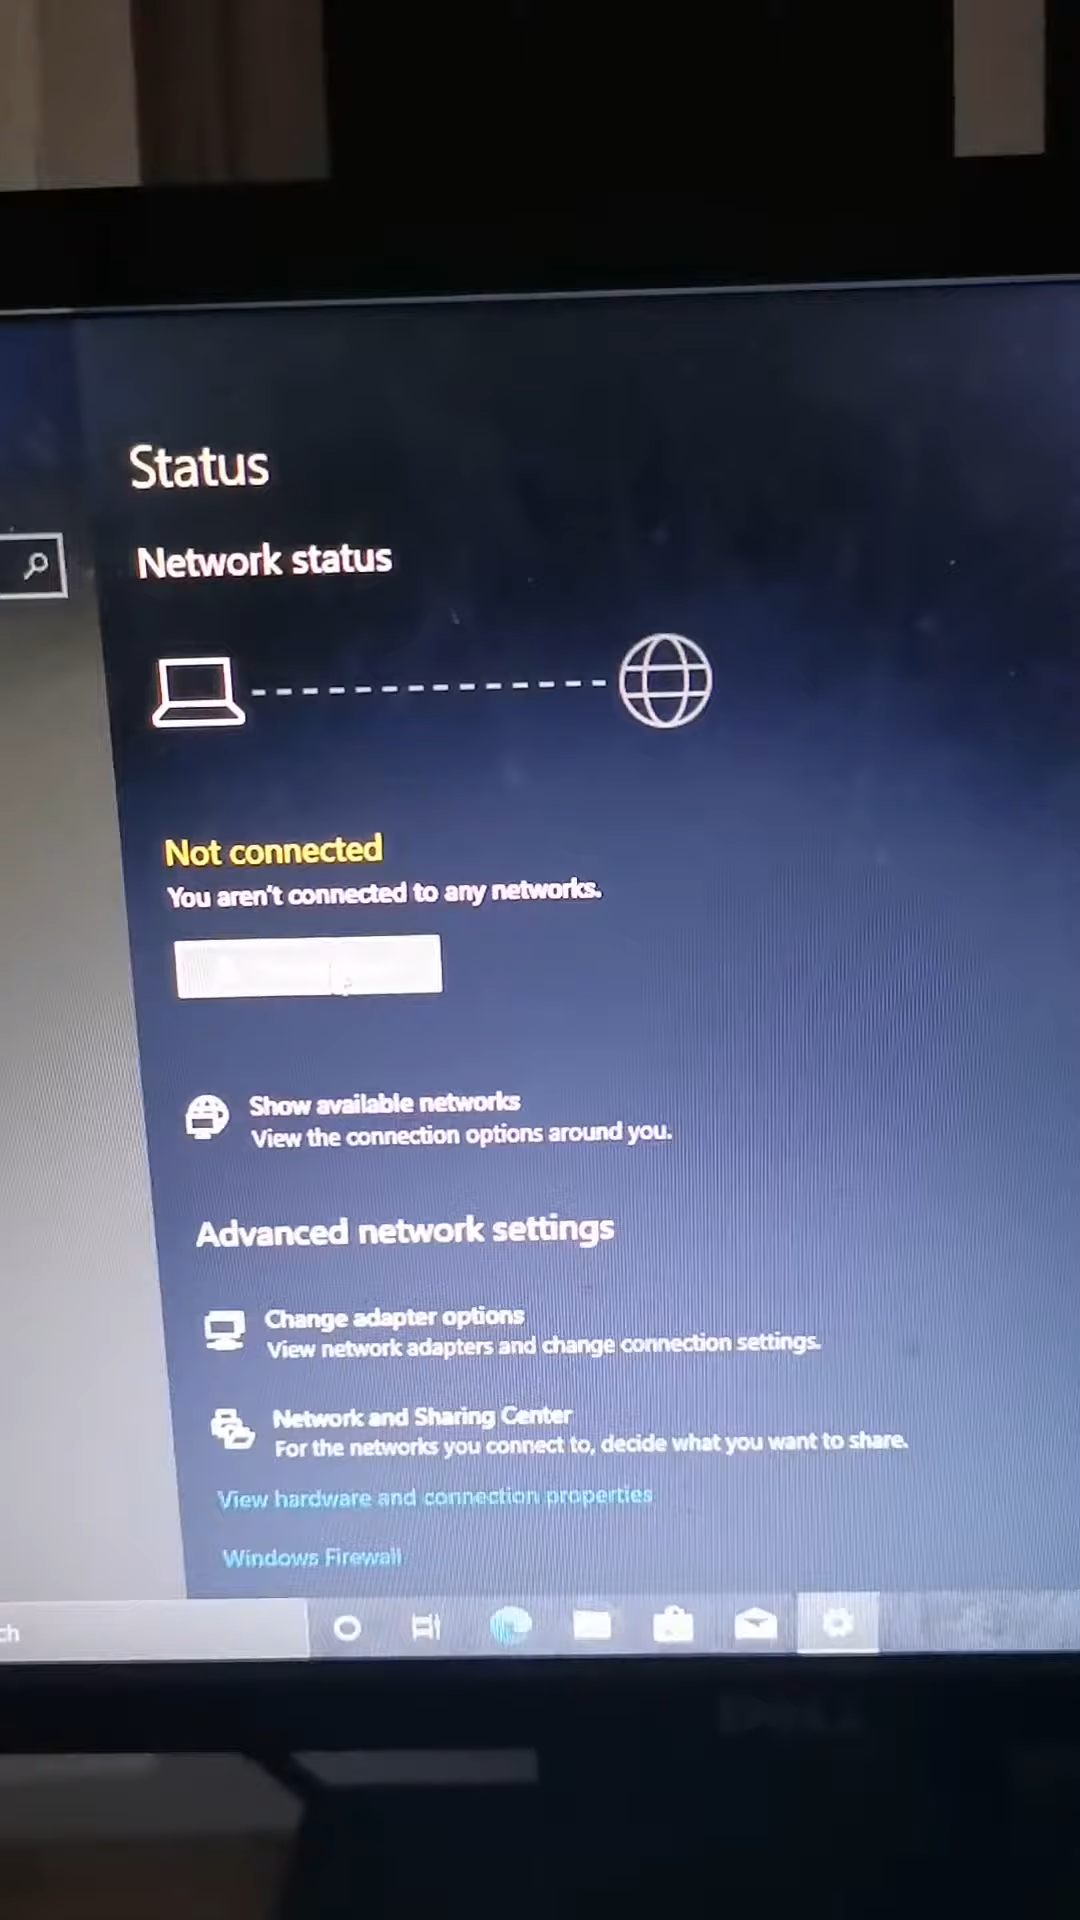 Status
Network status
Not connected
You aren't connected to any networks.
Show available networks
View the connection options around you.
Advanced network settings
Change adapter options
View network adapters and change connection settings.
Network and Sharing Center
For the networks you connect to, decide what you want to share.
View hardware and connection properties
Windows Firewall
ch